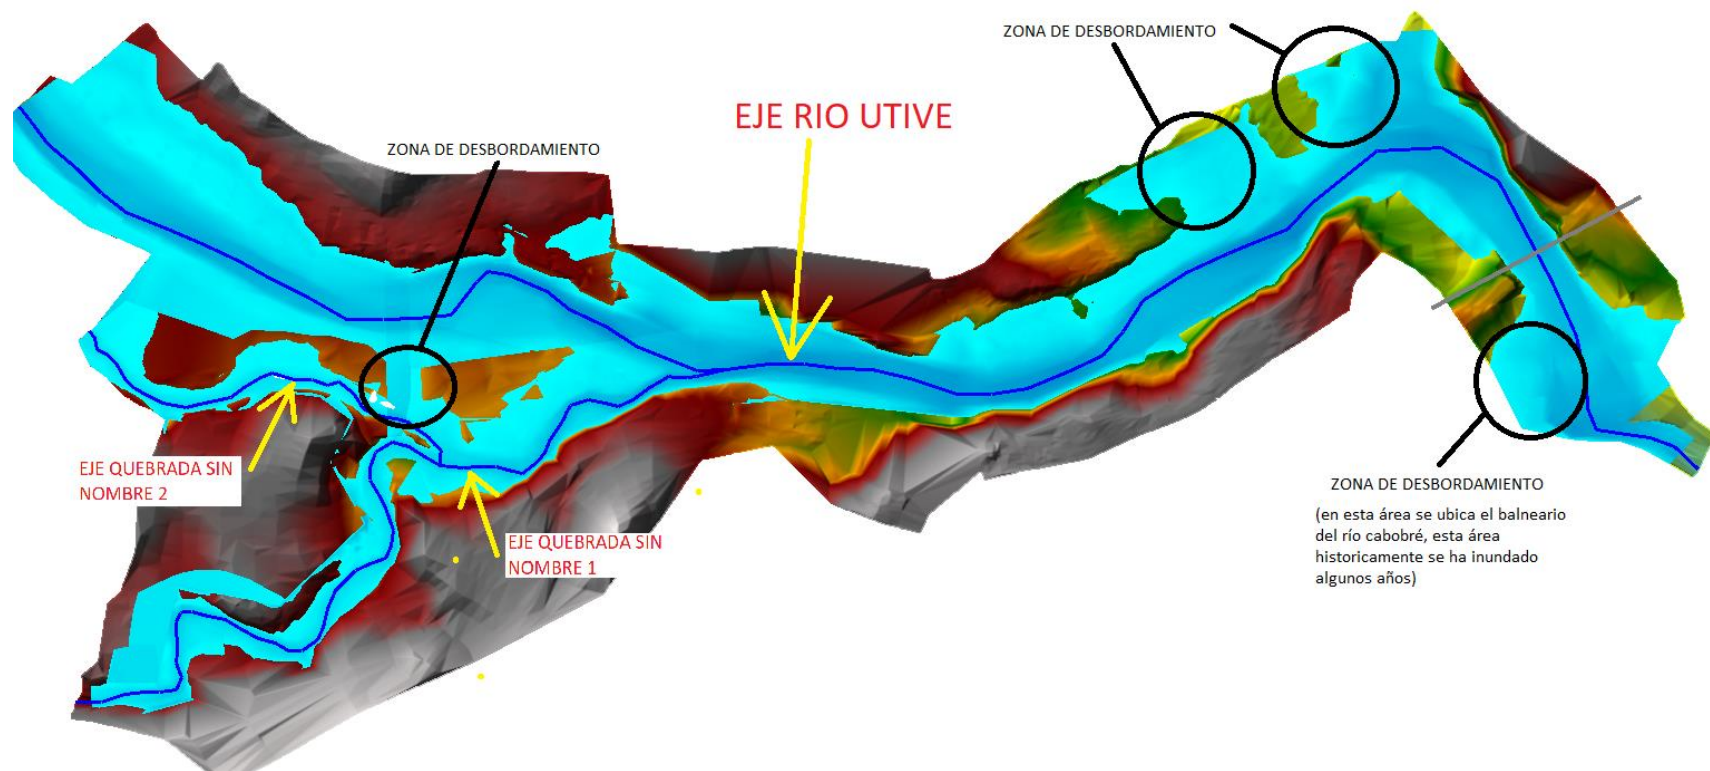 ZONA DE DESBORDAMIENTO
EJE RIO UTIVE
ZONA DE DESBORDAMIENTO
EJE QUEBRADA SIN
NOMBRE 2
EJE QUEBRADA SIN
NOMBRE 1
ZONA DE DESBORDAMIENTO
(en esta área se ubica el balneario
del río cabobré, esta área
historicamente se ha inundado
algunos años)